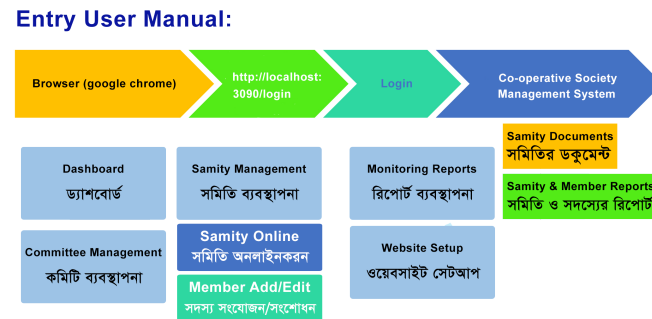 Entry User Manual:
Browser (google chrome)
http://localhost:
3090/login
Login
Co-operative Society
Management System
Samity Documents
সমিতির ডকুমেন্ট
Samity & Member Reports
সমিতি ও সদস্যের রিপোর্ট
Dashboard
ড্যাশবোর্ড
Samity Management
সমিতি ব্যবস্থাপনা
Monitoring Reports
রিপোর্ট ব্যবস্থাপনা
Committee Management
কমিটি ব্যবস্থাপনা
Samity Online
সমিতি অনলাইনকরন
Member Add/Edit
সদস্য সংযোজন/সংশোধন
Website Setup
ওয়েবসাইট সেটআপ